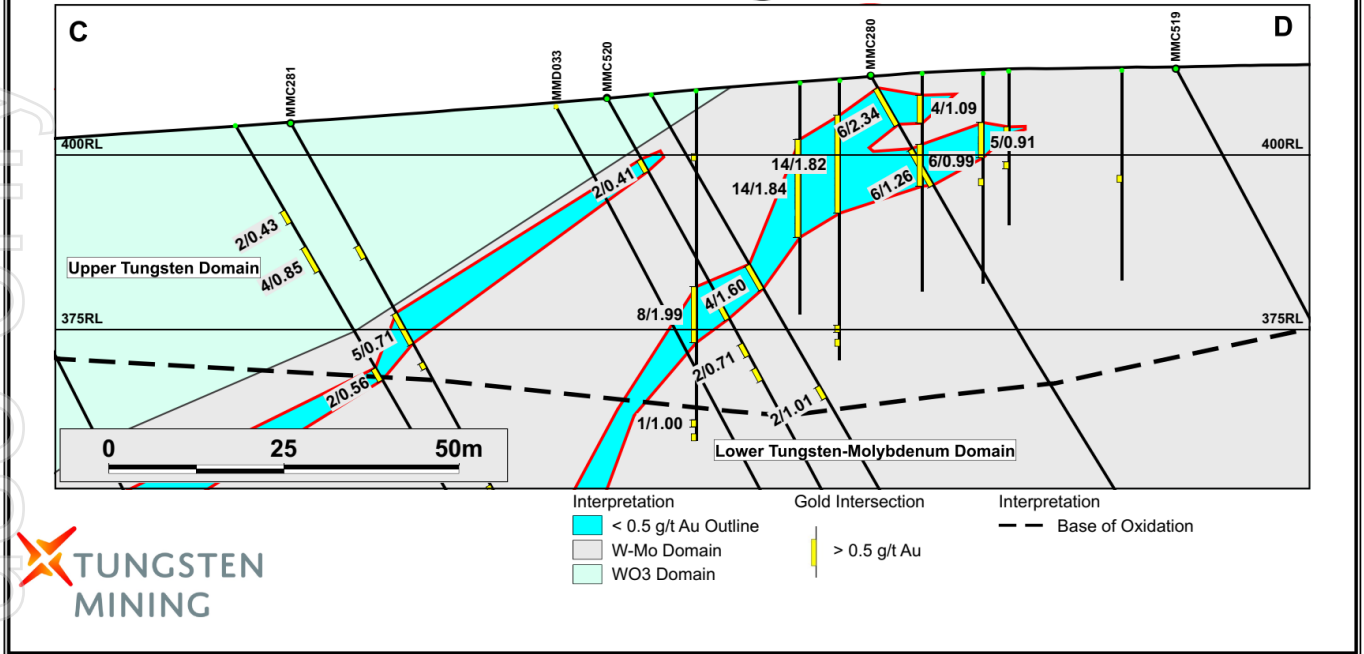 C
D
MMC281
MMD033
MMC520
MMC280
MMC519
400RL
400RL
4/1.09
6/2.34
5/0.91
14/1.82
6/0.99
14/1.84
6/1.26
2/0.41
2/0.43
Upper Tungsten Domain
4/0.85
4/1.60
8/1.99
375RL
375RL
5/0.71
2/0.71
2/0.56
2/1.01
1/1.00
Lower Tungsten-Molybdenum Domain
0 25 50m
Interpretation
< 0.5 g/t Au Outline
W-Mo Domain
WO3 Domain
Gold Intersection
> 0.5 g/t Au
Interpretation
Base of Oxidation
TUNGSTEN
MINING